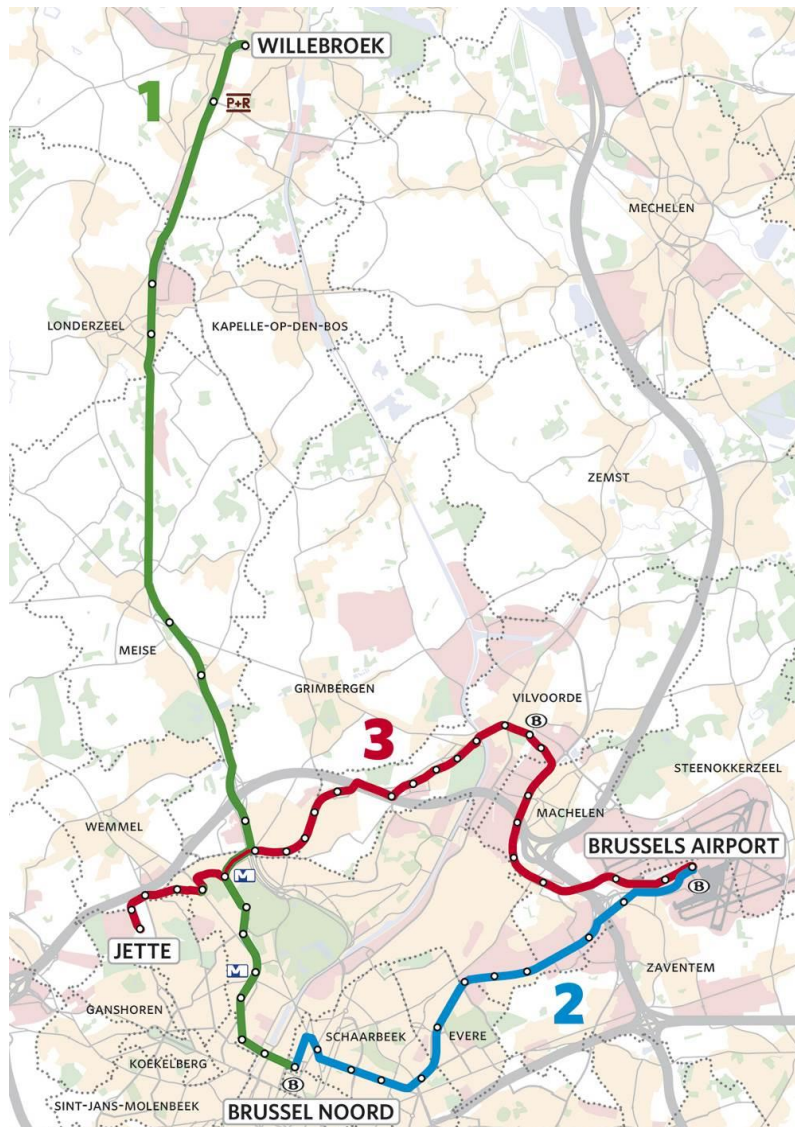 WILLEBROEK
1
P+R
MECHELEN
LONDERZEEL
KAPELLE-OP-DEN-BOS
ZEMST
MEISE
GRIMBERGEN
VILVOORDE
B
3
STEENOKKERZEEL
WEMMEL
MACHELEN
BRUSSELS AIRPORT
M
B
JETTE
M
ZAVENTEM
GANSHOREN
2
SCHAARBEEK
EVERE
KOEKELBERG
B
SINT-JANS-MOLENBEEK
BRUSSEL NOORD